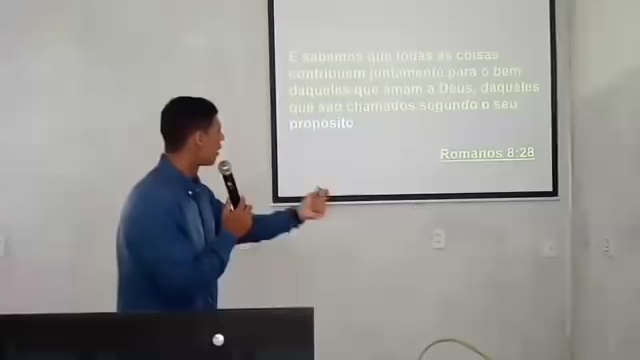 E sabemos que todas as coisas
contribuem juntamente para o bem
daqueles que amam a Deus, daqueles
que são chamados segundo o seu
propósito
Romanos 8:28